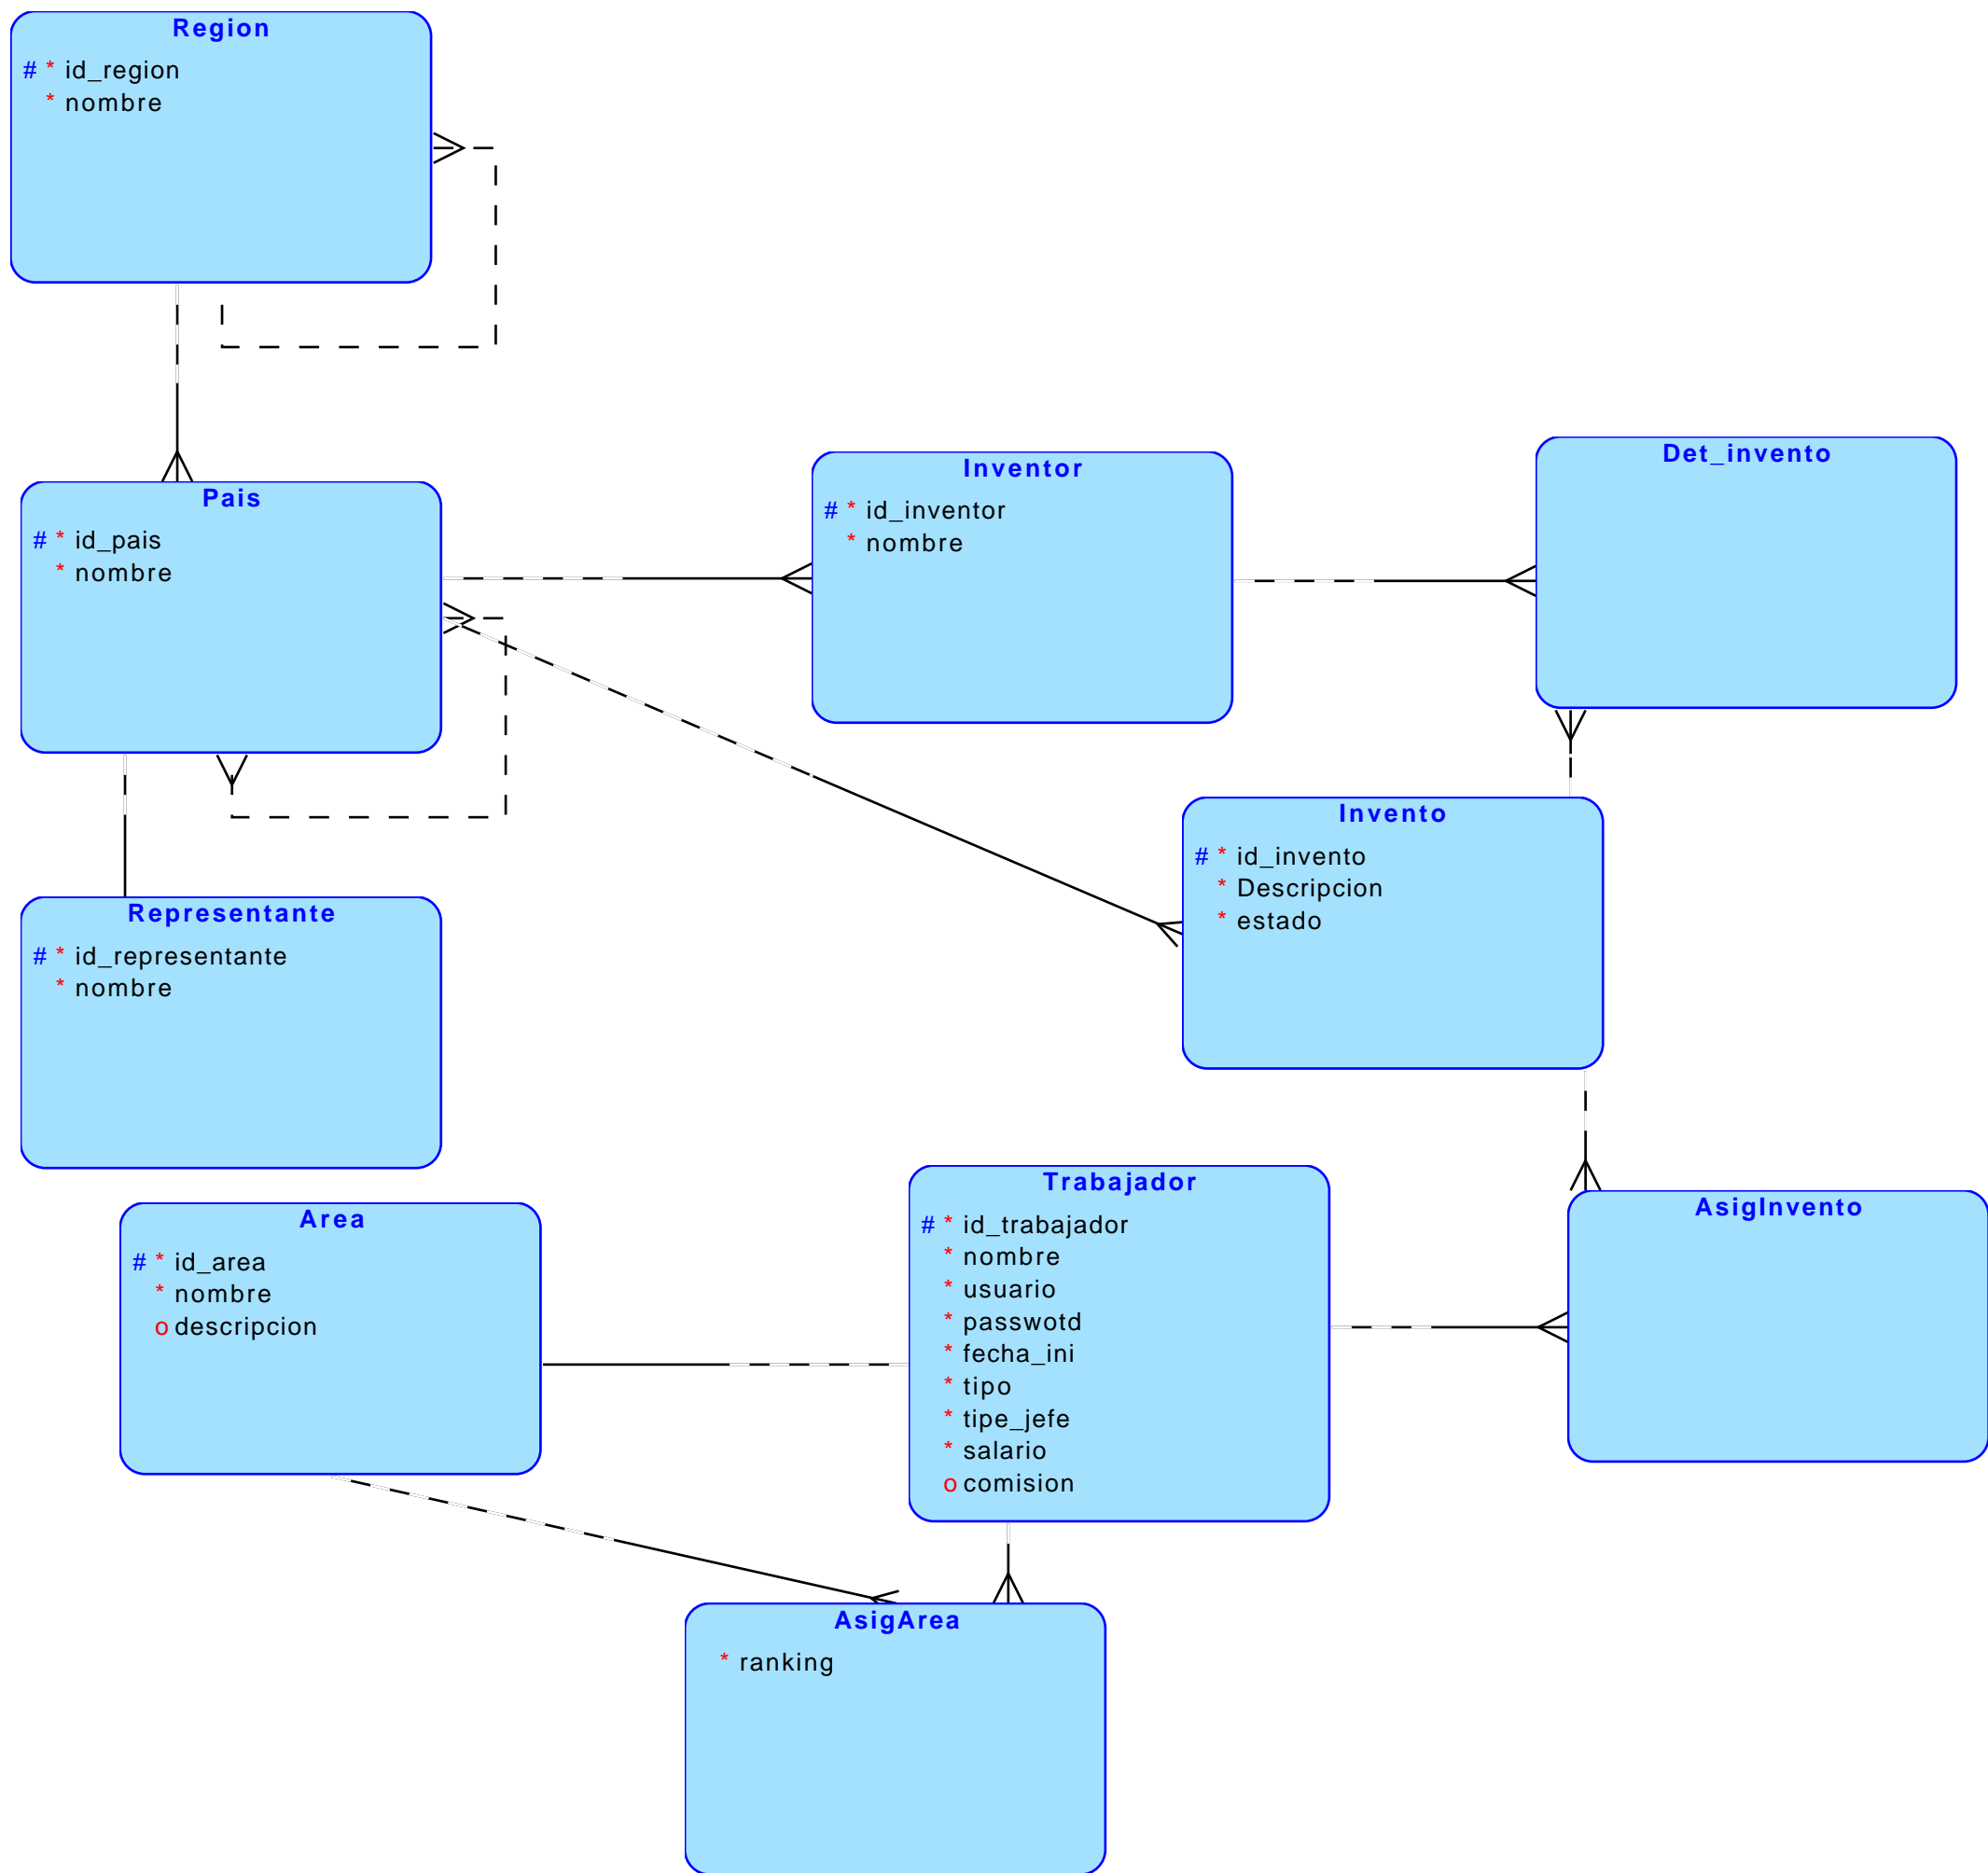 Region
# * id_region
* nombre
Pais
# * id_pais
* nombre
Inventor
# * id_inventor
* nombre
Det_invento
Invento
# * id_invento
* Descripcion
* estado
Representante
# * id_representante
* nombre
Area
# * id_area
* nombre
o descripcion
Trabajador
# * id_trabajador
* nombre
* usuario
* passwotd
* fecha_ini
* tipo
* tipe_jefe
* salario
o comision
AsigInvento
AsigArea
* ranking